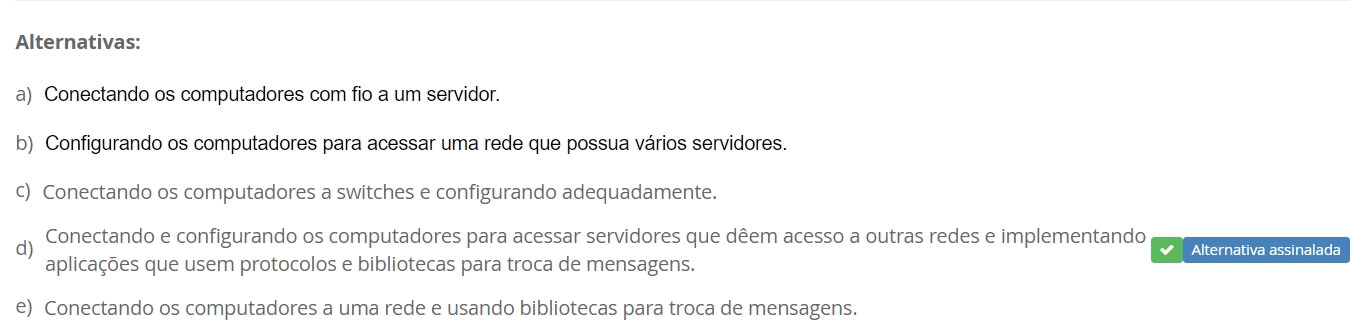 Alternativas:
a) Conectando os computadores com fio a um servidor.
b) Configurando os computadores para acessar uma rede que possua vários servidores.
c) Conectando os computadores a switches e configurando adequadamente.
d) Conectando e configurando os computadores para acessar servidores que dêem acesso a outras redes e implementando
aplicações que usem protocolos e bibliotecas para troca de mensagens.
Alternativa assinalada
e) Conectando os computadores a uma rede e usando bibliotecas para troca de mensagens.